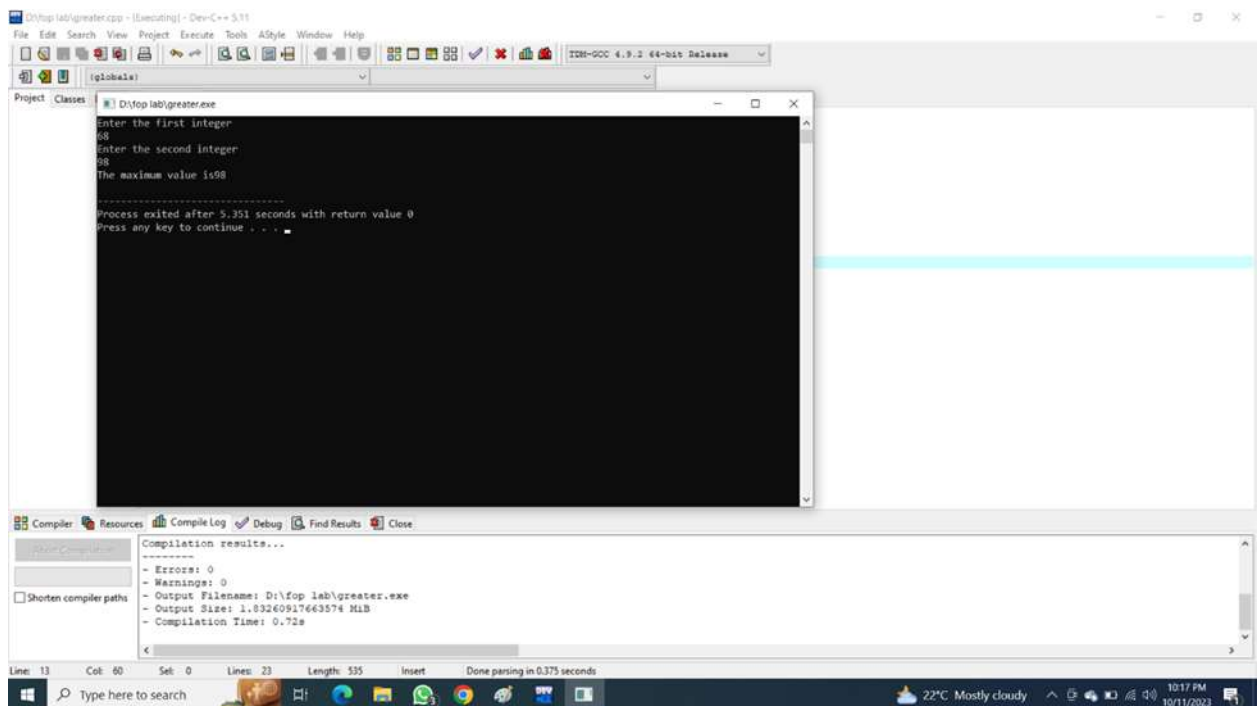 D:\fop lab\greater.cpp - [Executing] - Dev-C++ 5.11
File Edit Search View Project Execute Tools AStyle Window Help
TDM-GCC 4.9.2 64-bit Release
(globals)
Project Classes
D:\fop lab\greater.exe
Enter the first integer
68
Enter the second integer
98
The maximum value is98
--------------------------------
Process exited after 5.351 seconds with return value 0
Press any key to continue . . .
Compiler Resources Compile Log Debug Find Results Close
Abort Compilation
Compilation results...
--------
- Errors: 0
- Warnings: 0
Shorten compiler paths
- Output Filename: D:\fop lab\greater.exe
- Output Size: 1.83260917663574 MiB
- Compilation Time: 0.72s
Line: 13 Col: 60 Sel: 0 Lines: 23 Length: 535 Insert Done parsing in 0.375 seconds
Type here to search
22°C Mostly cloudy
10:17 PM
10/11/2023